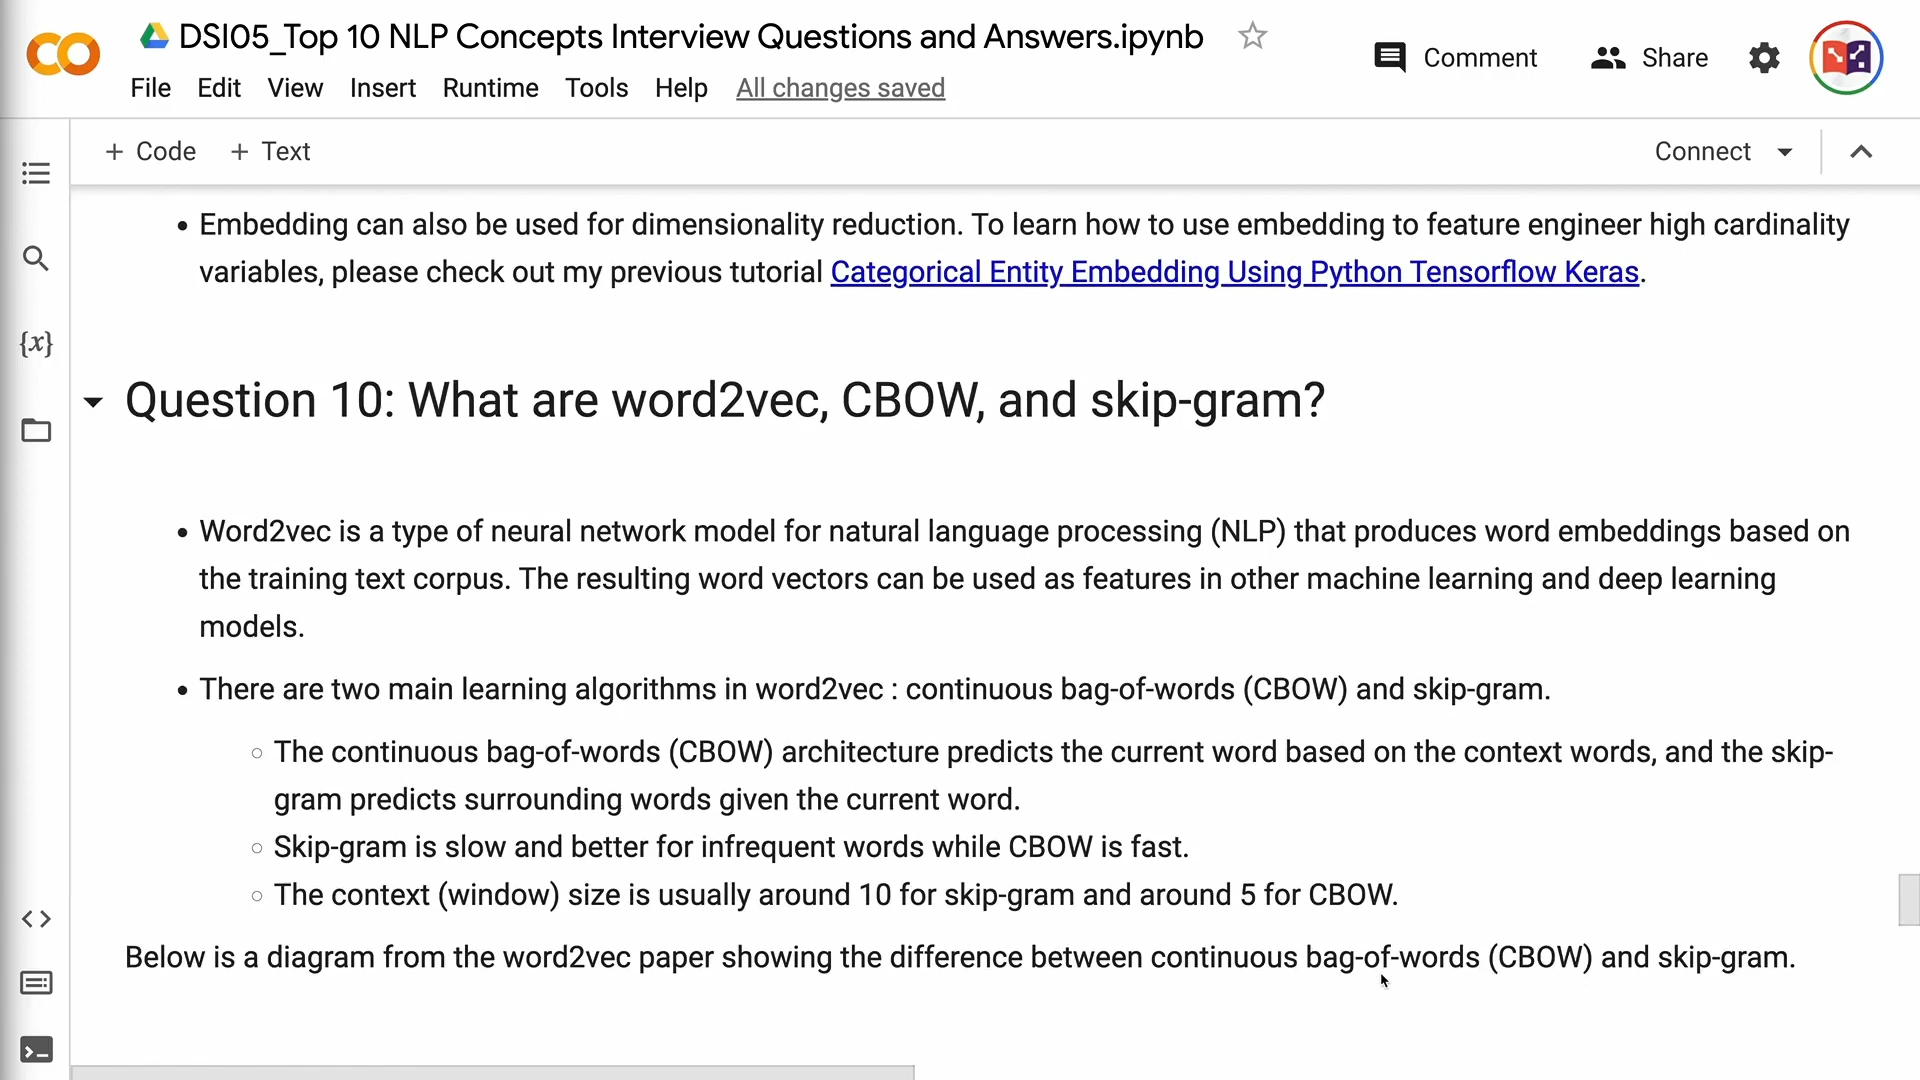 DSI05_Top 10 NLP Concepts Interview Questions and Answers.ipynb
Comment
Share
File Edit View Insert Runtime Tools Help All changes saved
+ Code + Text
Connect
• Embedding can also be used for dimensionality reduction. To learn how to use embedding to feature engineer high cardinality
variables, please check out my previous tutorial Categorical Entity Embedding Using Python Tensorflow Keras.
{x}
Question 10: What are word2vec, CBOW, and skip-gram?
• Word2vec is a type of neural network model for natural language processing (NLP) that produces word embeddings based on
the training text corpus. The resulting word vectors can be used as features in other machine learning and deep learning
models.
• There are two main learning algorithms in word2vec : continuous bag-of-words (CBOW) and skip-gram.
◦ The continuous bag-of-words (CBOW) architecture predicts the current word based on the context words, and the skip-
gram predicts surrounding words given the current word.
◦ Skip-gram is slow and better for infrequent words while CBOW is fast.
◦ The context (window) size is usually around 10 for skip-gram and around 5 for CBOW.
Below is a diagram from the word2vec paper showing the difference between continuous bag-of-words (CBOW) and skip-gram.